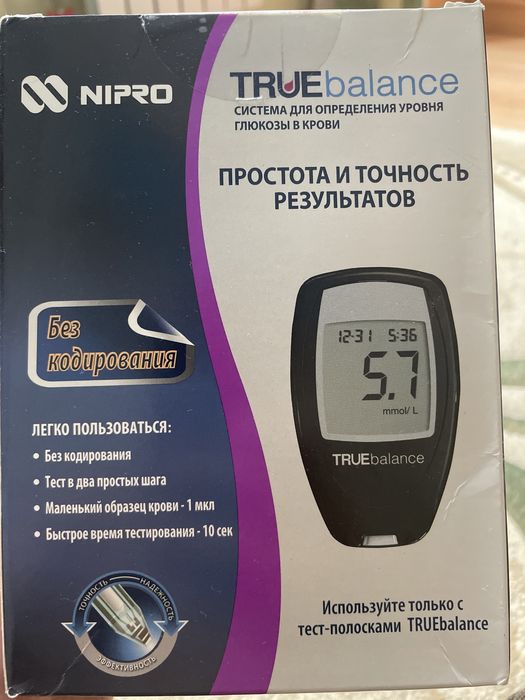 NIPRO
TRUEbalance
СИСТЕМА ДЛЯ ОПРЕДЕЛЕНИЯ УРОВНЯ
ГЛЮКОЗЫ В КРОВИ
ПРОСТОТА И ТОЧНОСТЬ
РЕЗУЛЬТАТОВ
Без
кодирования
12-31 5:36
5.7
mmol/L
TRUEbalance
ЛЕГКО ПОЛЬЗОВАТЬСЯ:
• Без кодирования
• Тест в два простых шага
• Маленький образец крови - 1 мкл
• Быстрое время тестирования - 10 сек
ТОЧНОСТЬ
НАДЕЖНОСТЬ
ЭФФЕКТИВНОСТЬ
Используйте только с
тест-полосками TRUEbalance